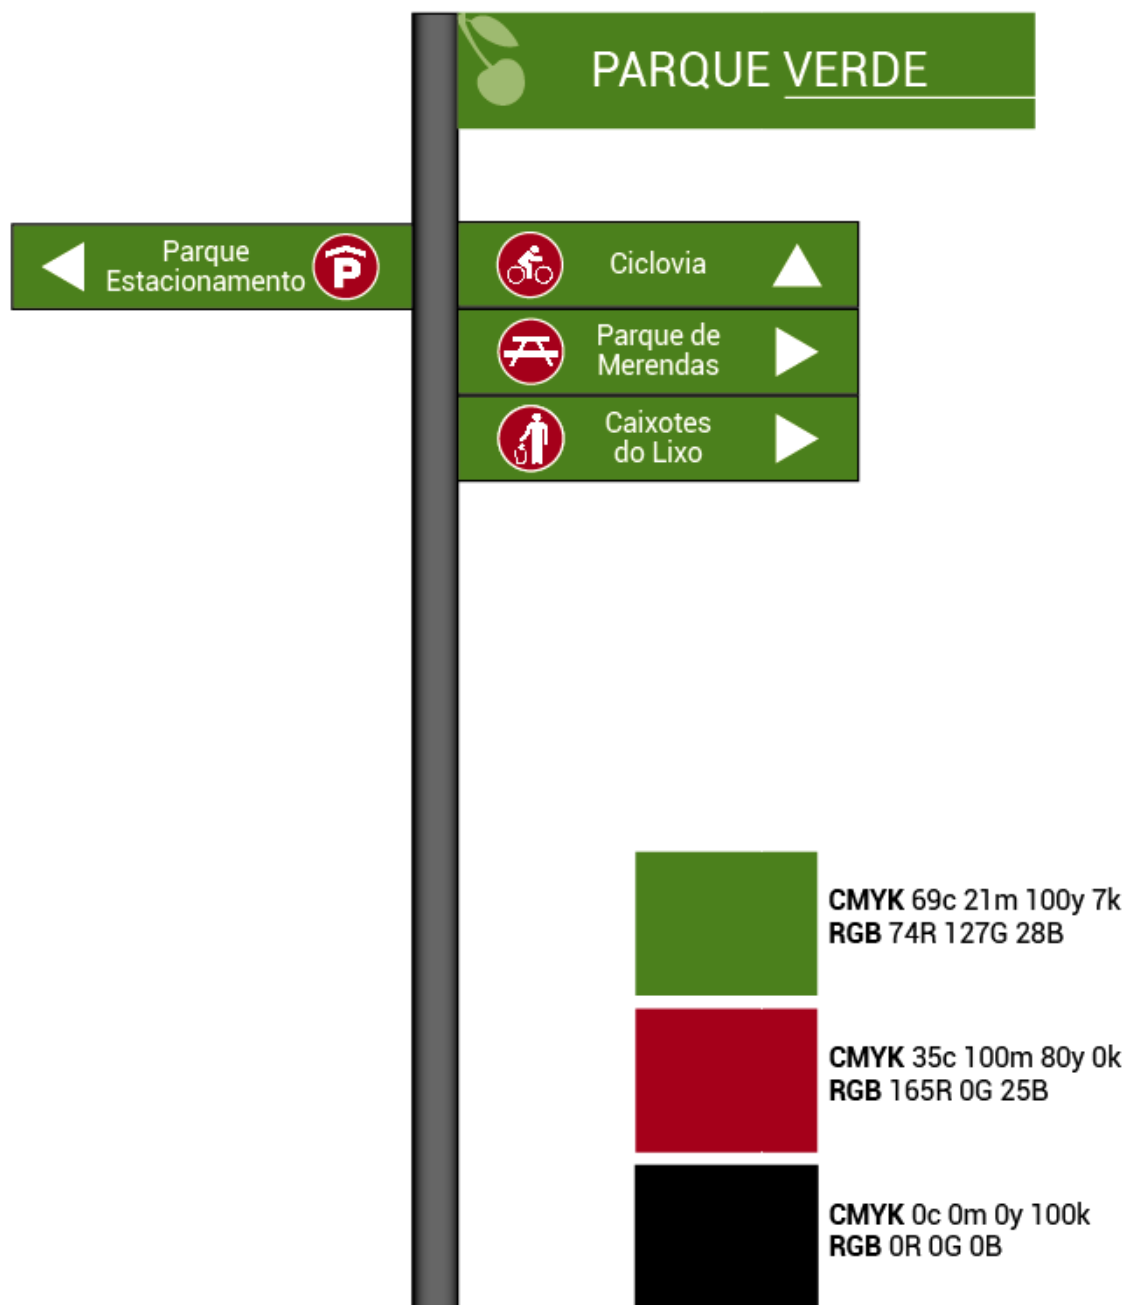 PARQUE VERDE
Parque
Estacionamento
P
Ciclovia
Parque de
Merendas
Caixotes
do Lixo
CMYK 69c 21m 100y 7k
RGB 74R 127G 28B
CMYK 35c 100m 80y 0k
RGB 165R 0G 25B
CMYK 0c 0m 0y 100k
RGB 0R 0G 0B